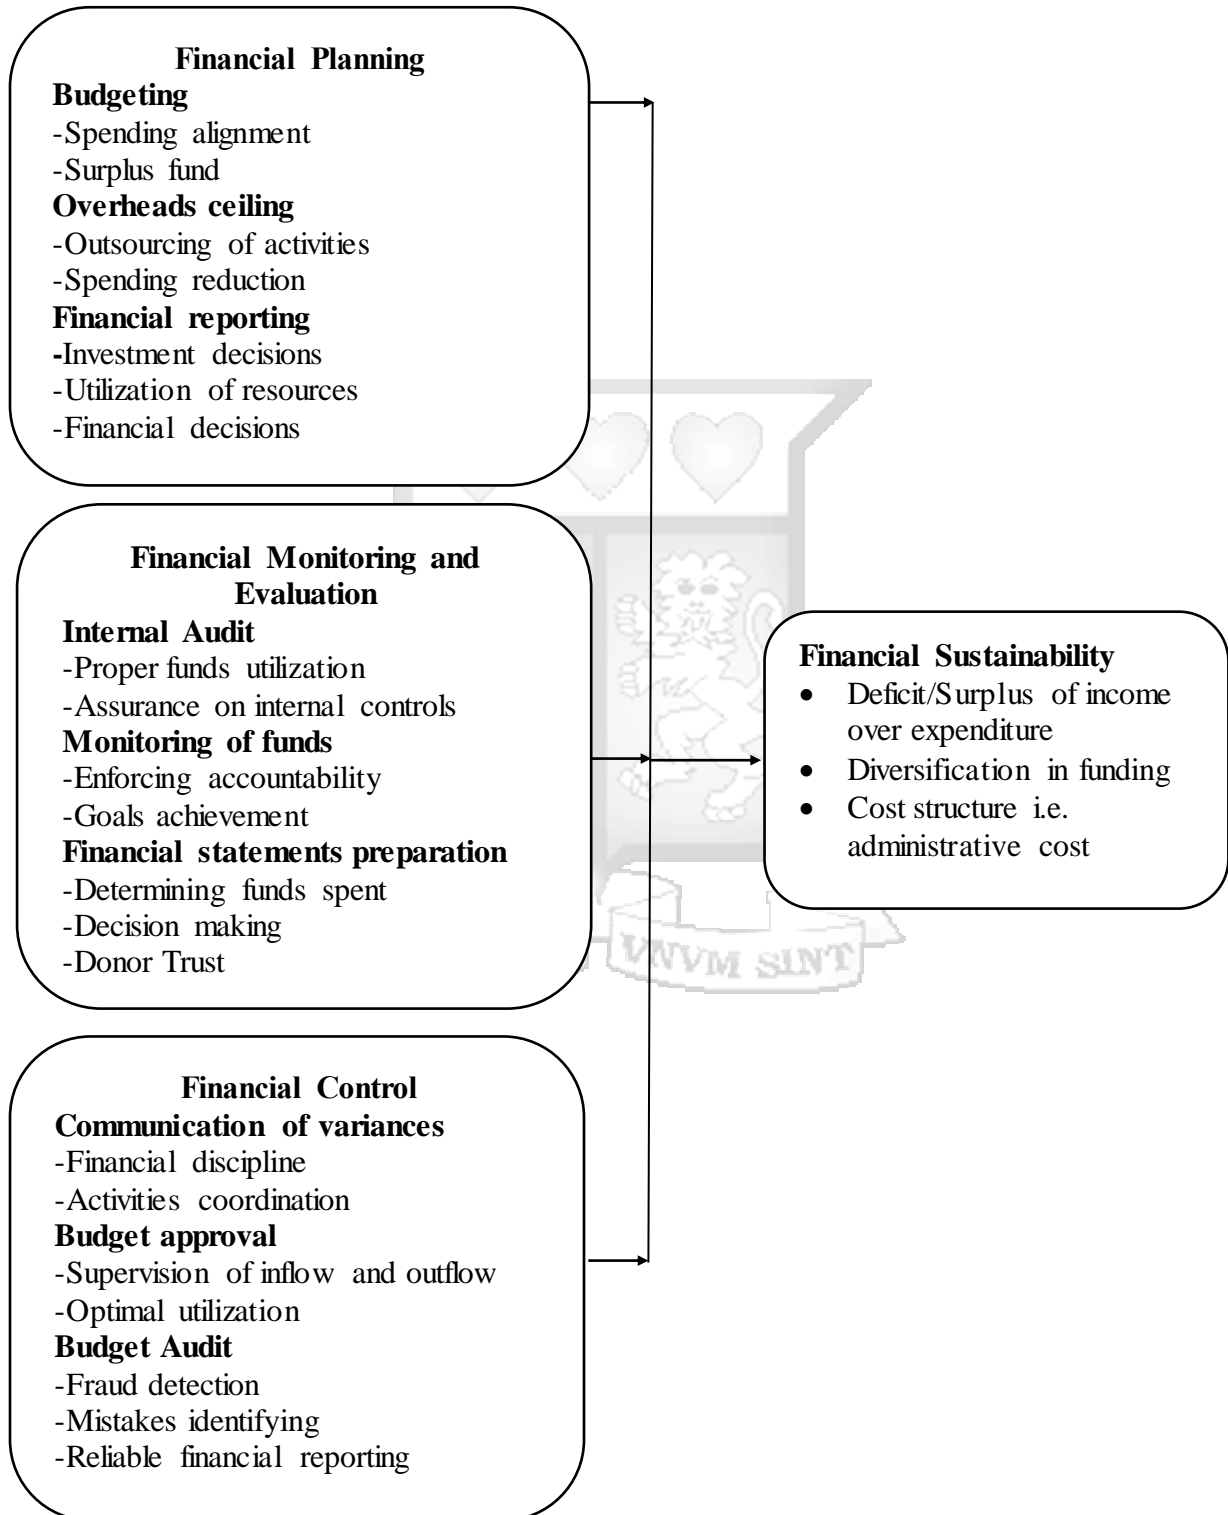 Financial Planning
Budgeting
-Spending alignment
-Surplus fund
Overheads ceiling
-Outsourcing of activities
-Spending reduction
Financial reporting
-Investment decisions
-Utilization of resources
-Financial decisions
Financial Monitoring and
Evaluation
Internal Audit
-Proper funds utilization
-Assurance on internal controls
Monitoring of funds
-Enforcing accountability
-Goals achievement
Financial statements preparation
-Determining funds spent
-Decision making
-Donor Trust
Financial Control
Communication of variances
-Financial discipline
-Activities coordination
Budget approval
-Supervision of inflow and outflow
-Optimal utilization
Budget Audit
-Fraud detection
-Mistakes identifying
-Reliable financial reporting
Financial Sustainability
• Deficit/Surplus of income
over expenditure
• Diversification in funding
• Cost structure i.e.
administrative cost
VNVM SINT